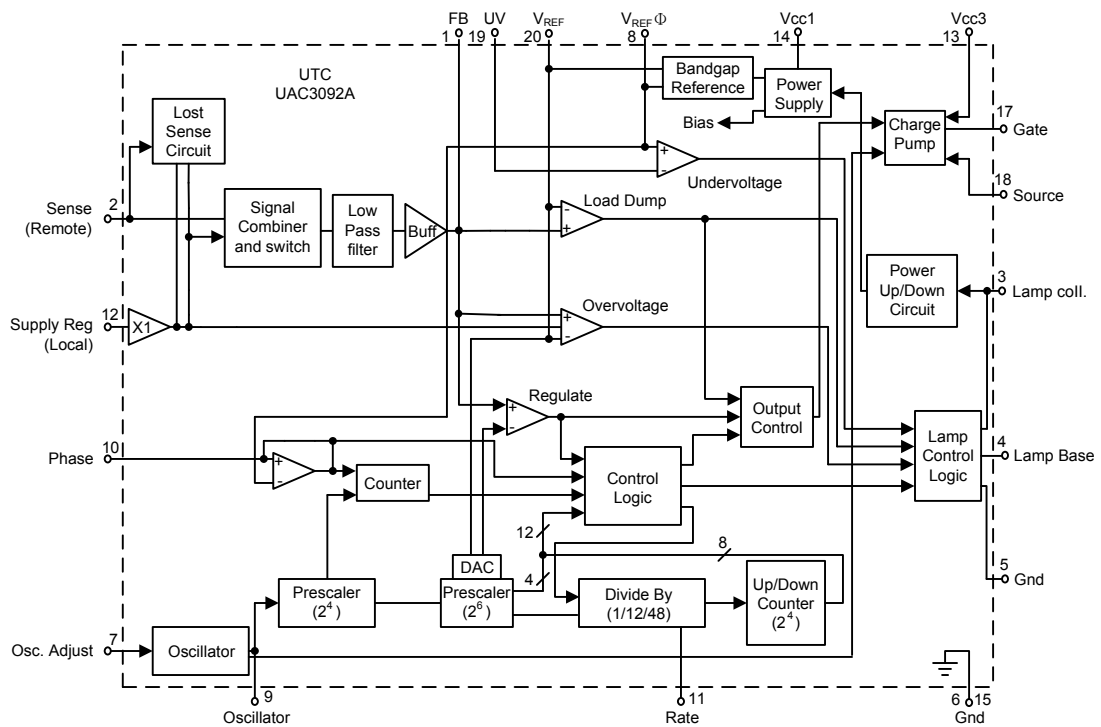 FB
UV
VREF
VREFΦ
Vcc1
Vcc3
1
19
20
8
14
13
UTC
UAC3092A
Bandgap
Reference
Power
Supply
Bias
Lost
Sense
Circuit
Charge
Pump
17
Gate
+
-
Undervoltage
18
Source
2
Sense
(Remote)
Signal
Combiner
and switch
Low
Pass
filter
Buff
Load Dump
-
+
Power
Up/Down
Circuit
3
Lamp coll.
12
Supply Reg
(Local)
X1
Overvoltage
+
-
Regulate
+
-
Output
Control
10
Phase
+
-
Counter
Control
Logic
Lamp
Control
Logic
4
Lamp Base
12
8
4
DAC
Prescaler
(2⁴)
Prescaler
(2⁶)
Divide By
(1/12/48)
Up/Down
Counter
(2⁴)
5
Gnd
7
Osc. Adjust
Oscillator
9
Oscillator
11
Rate
6
15
Gnd